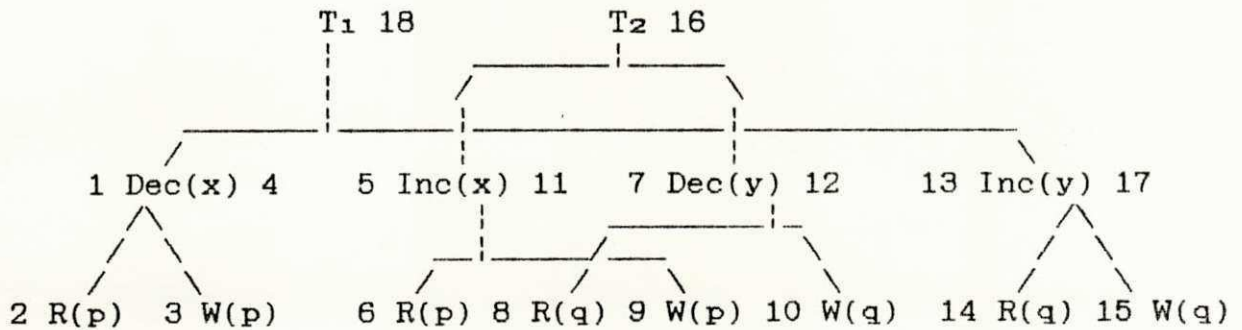 T₁ 18 T₂ 16
1 Dec(x) 4 5 Inc(x) 11 7 Dec(y) 12 13 Inc(y) 17
2 R(p) 3 W(p) 6 R(p) 8 R(q) 9 W(p) 10 W(q) 14 R(q) 15 W(q)